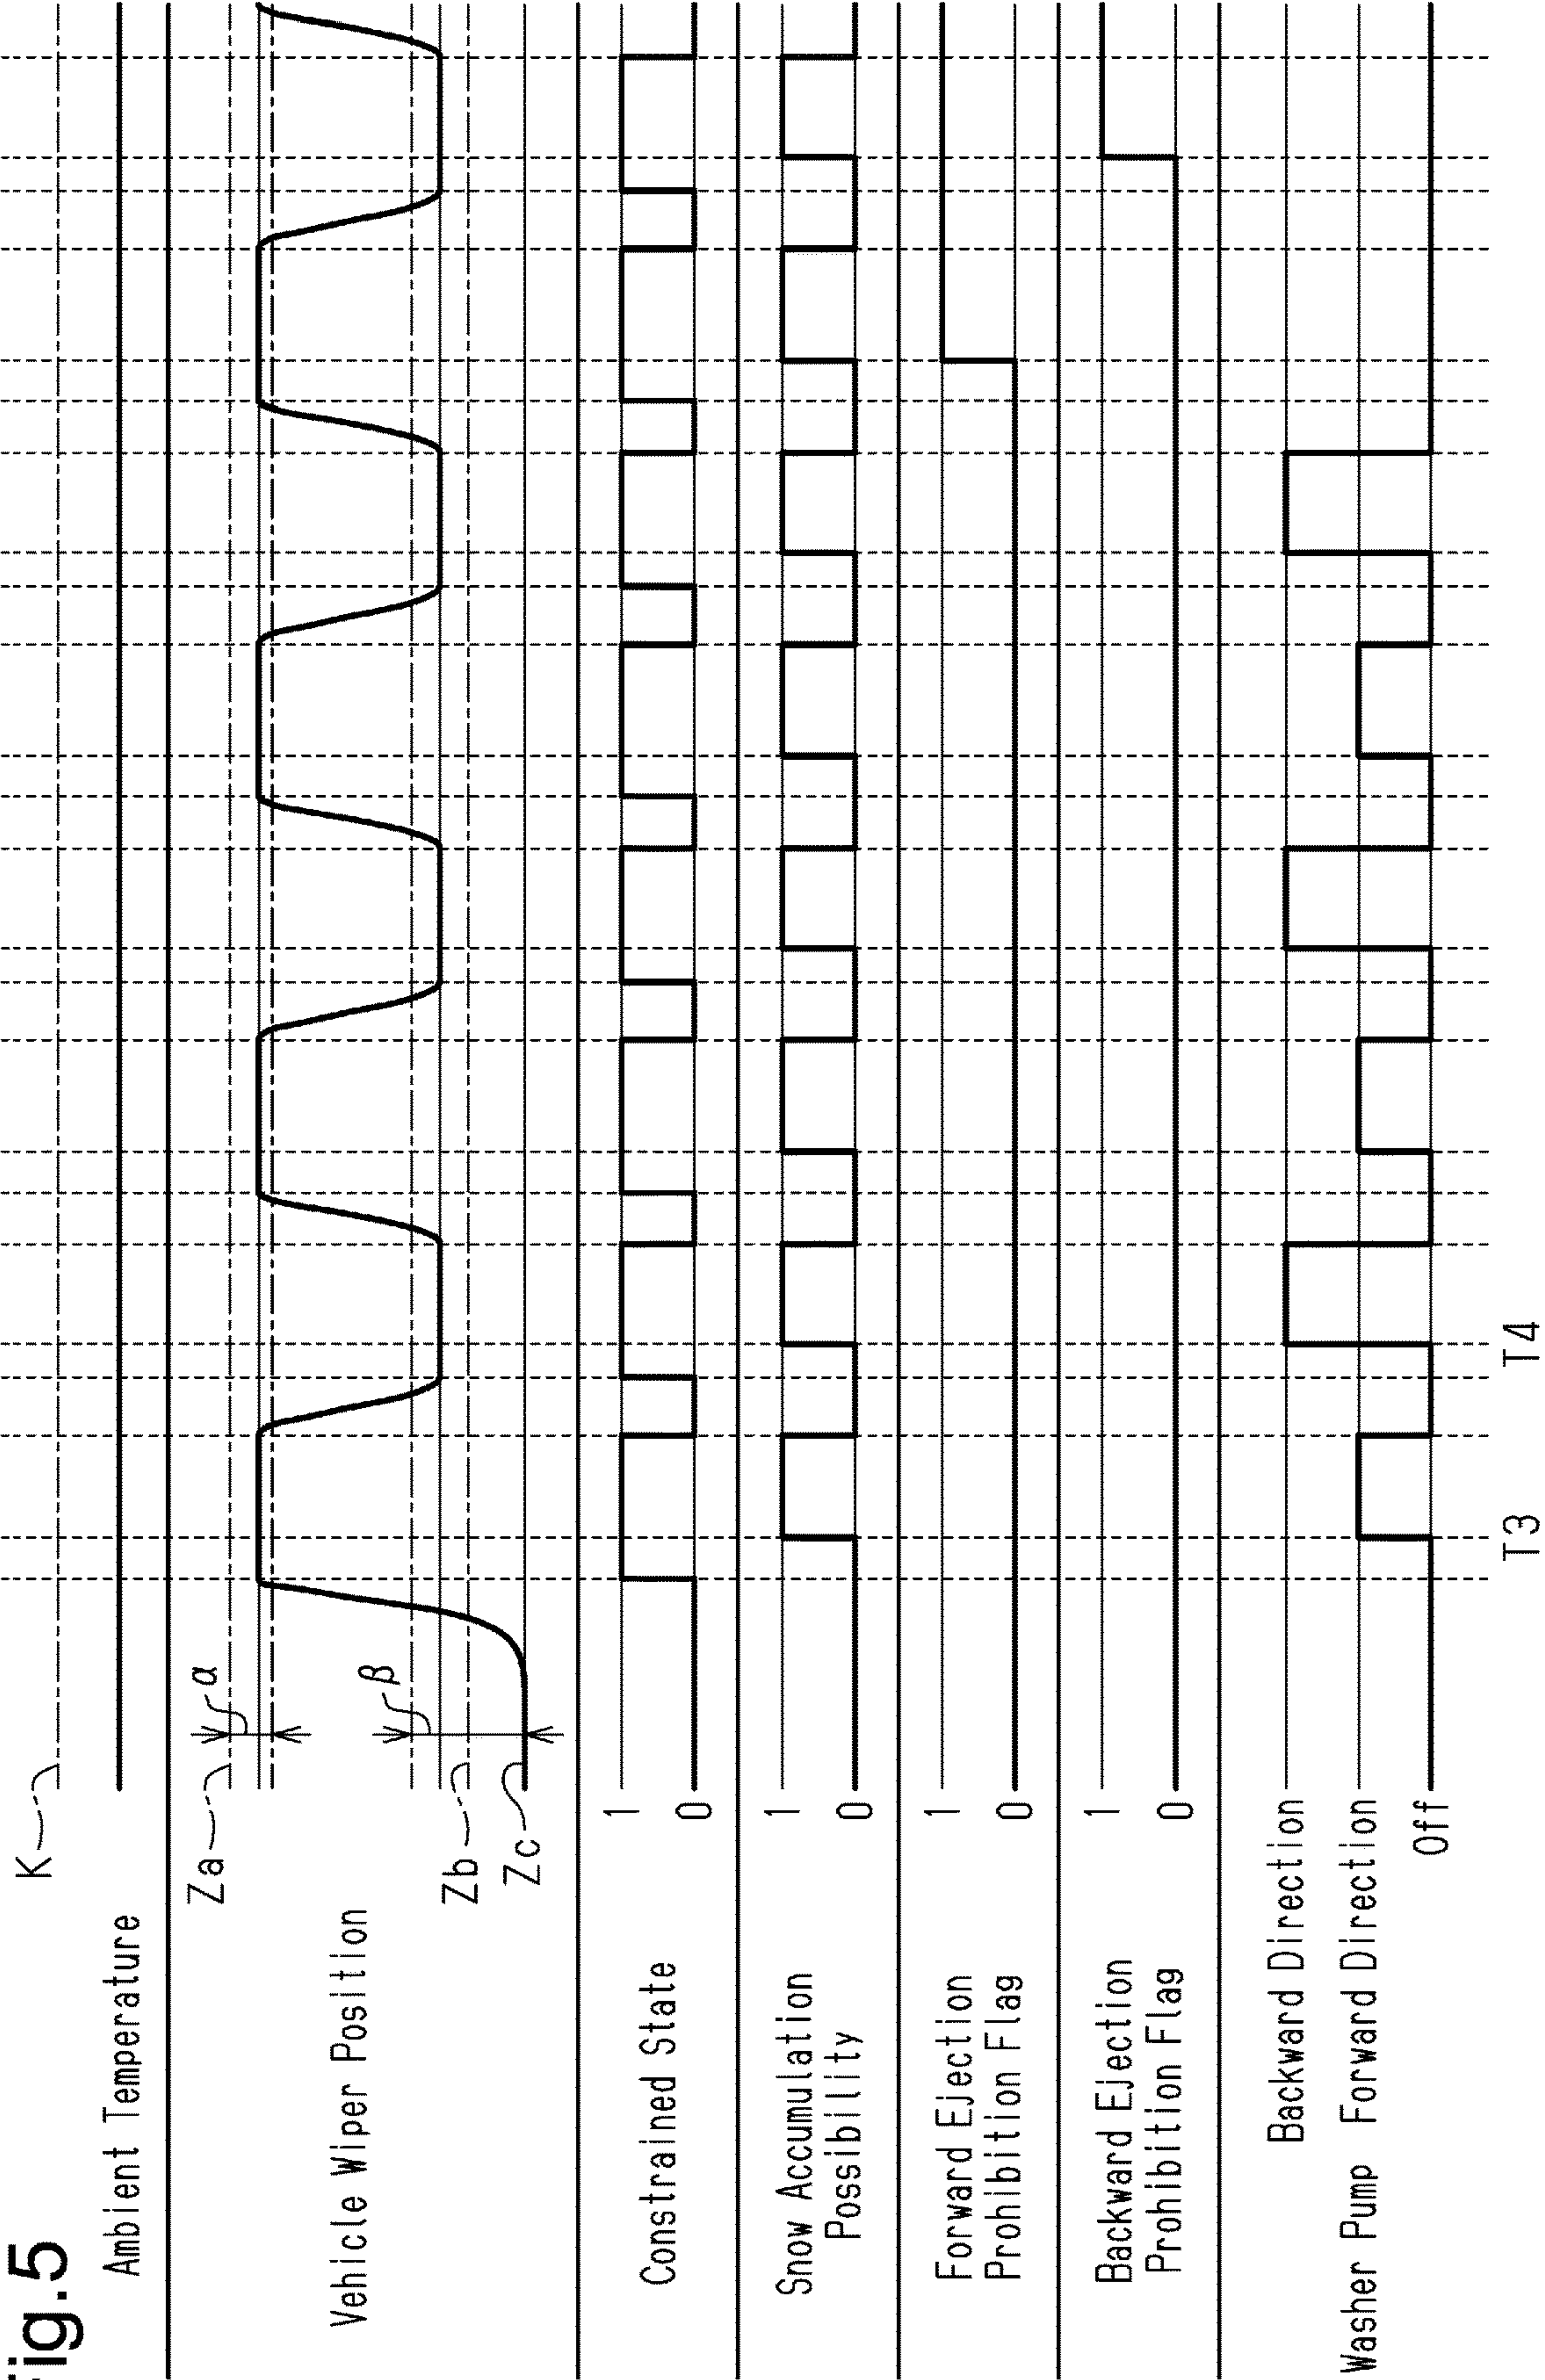 Fig.5
K
Ambient Temperature
Za
α
Vehicle Wiper Position
β
Zb
Zc
Constrained State
1
0
Snow Accumulation
Possibility
1
0
Forward Ejection
Prohibition Flag
1
0
Backward Ejection
Prohibition Flag
1
0
Backward Direction
Washer Pump Forward Direction
Off
T3
T4